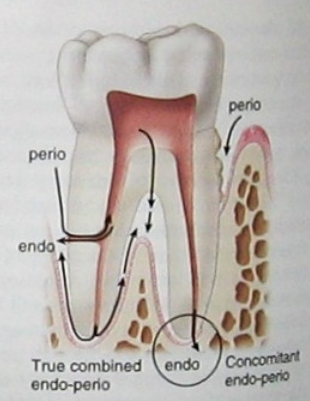 perio
perio
endo
True combined
endo-perio
endo
Concomitant
endo-perio